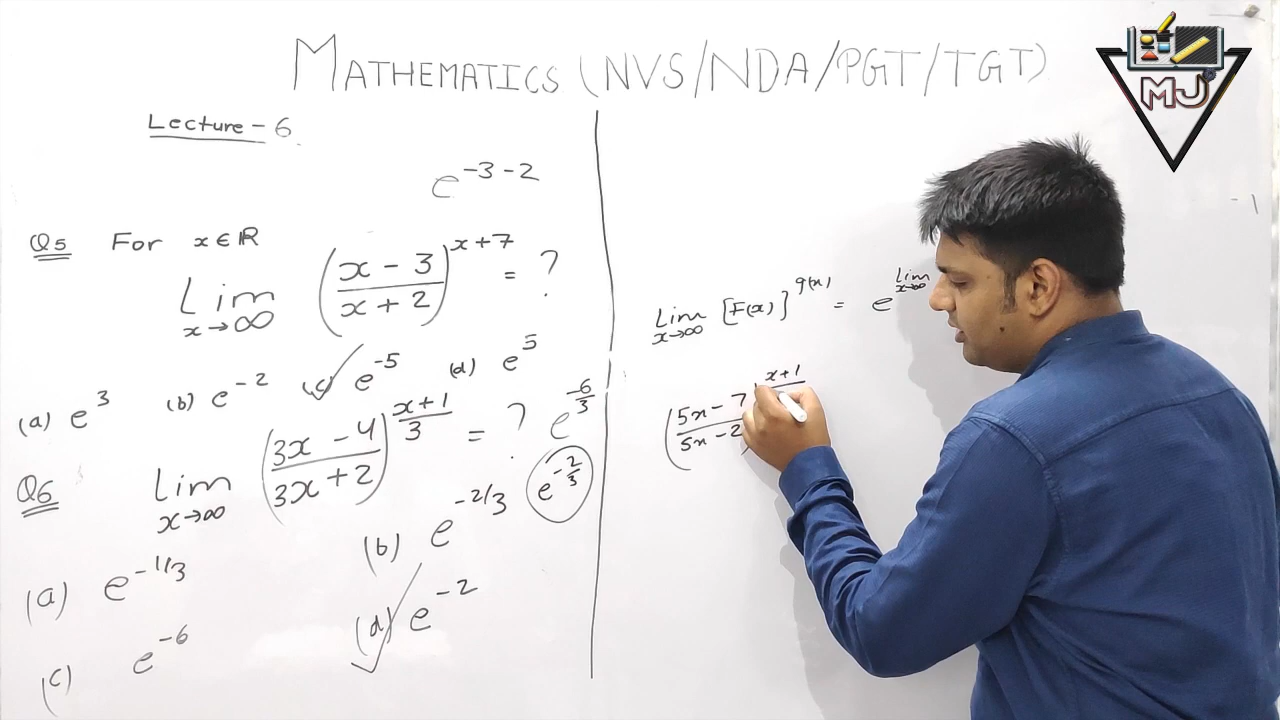 MATHEMATICS (NVS/NDA/PGT/TGT)
MJ
Lecture-6
e^{-3-2}
Q5 For x∈R
Lim x→∞ ((x-3)/(x+2))^{x+7} = ?
(a) e^3 (b) e^{-2} (c) e^{-5} (d) e^5
Q6 Lim x→∞ ((3x-4)/(3x+2))^{(x+1)/3} = ? e^{-6/3}
e^{-2/3}
(a) e^{-1/3} (b) e^{-2/3}
(c) e^{-6} (d) e^{-2}
Lim x→∞ [F(x)]^{g(x)} = e^{lim x→∞
((5x-7)/(5x-2))^{x+1
-1